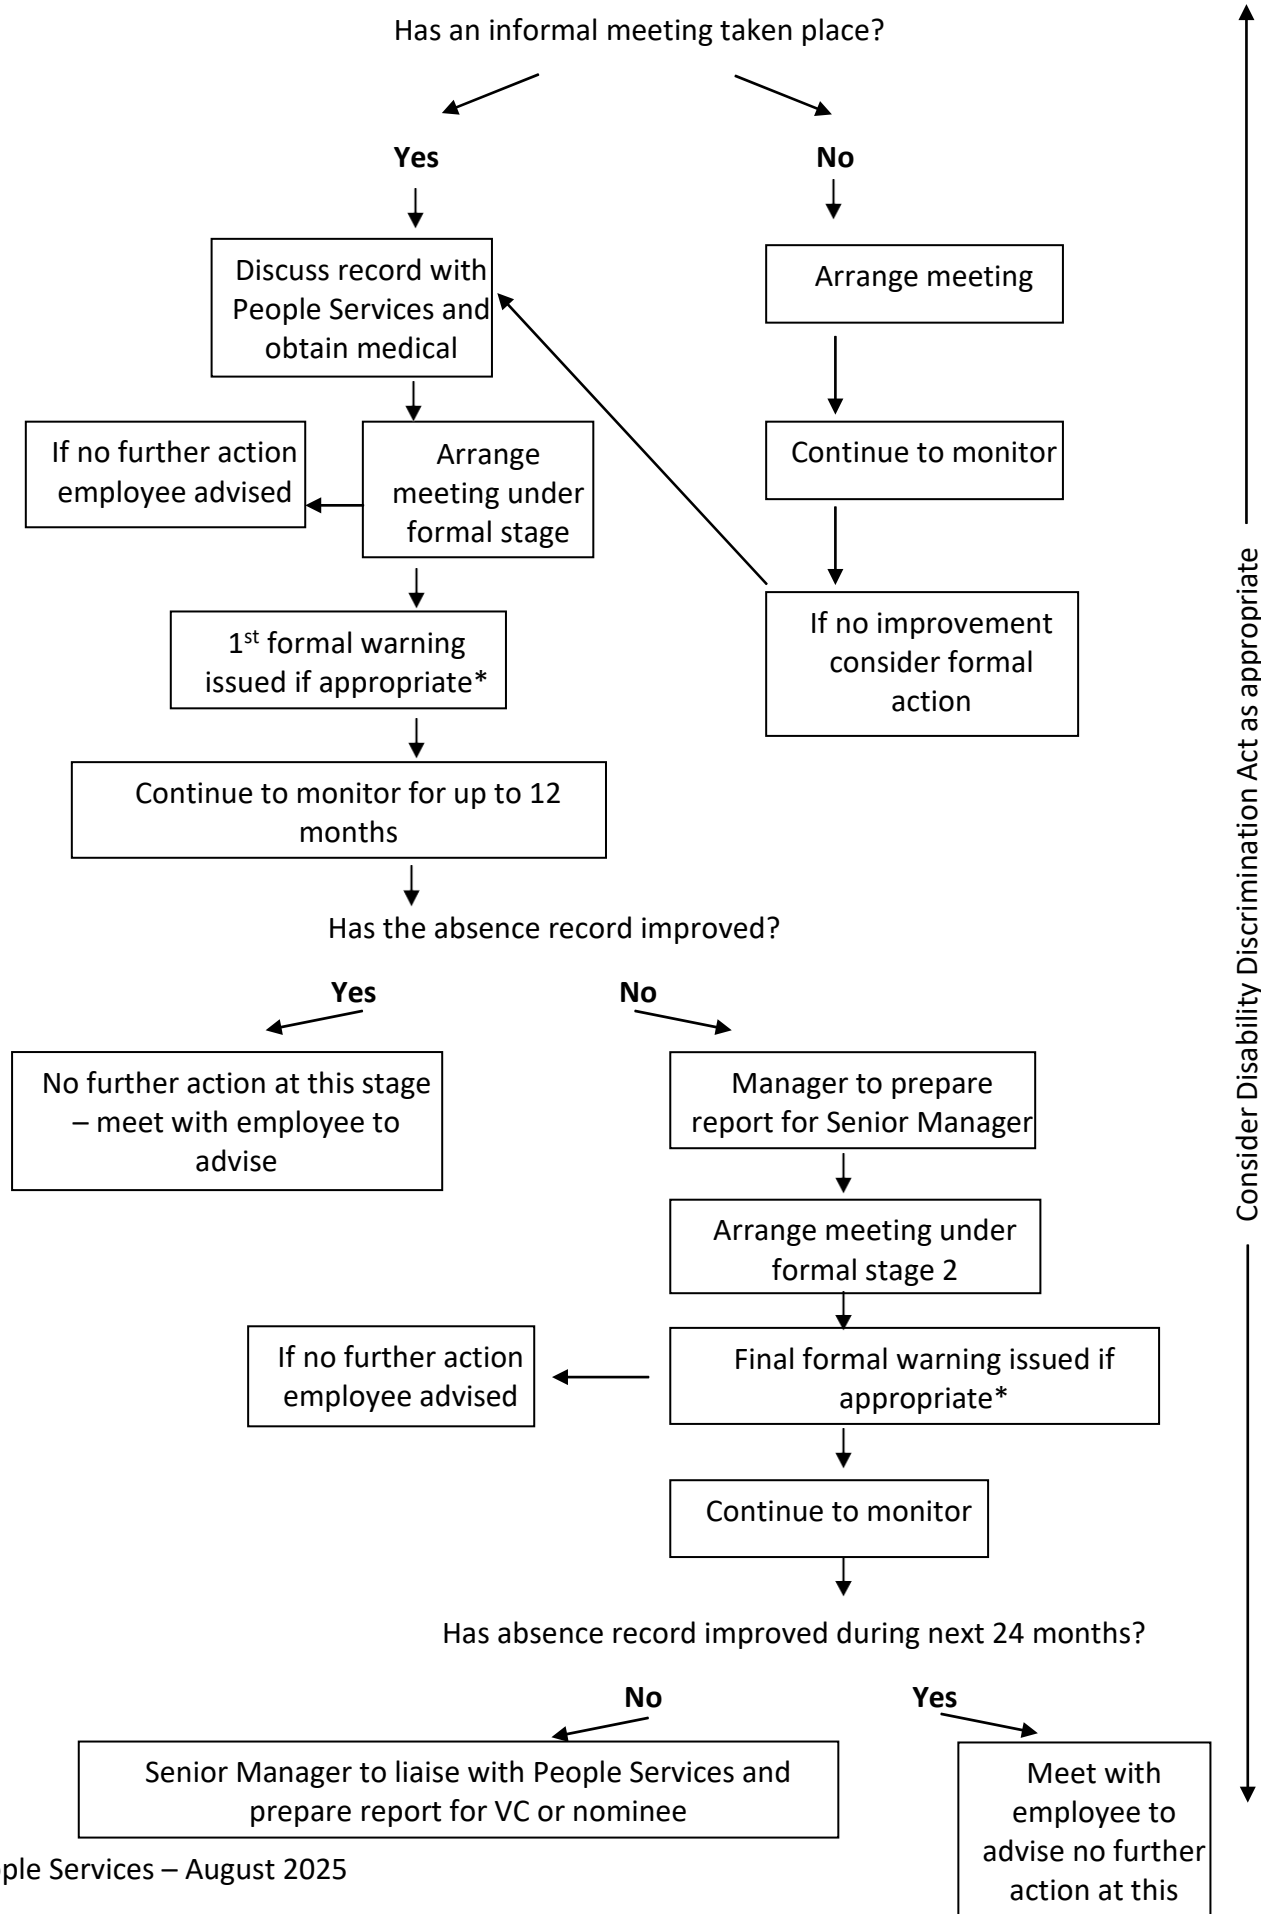 Has an informal meeting taken place?
Yes
No
Discuss record with
People Services and
obtain medical
Arrange meeting
If no further action
employee advised
Arrange
meeting under
formal stage
Continue to monitor
1st formal warning
issued if appropriate*
If no improvement
consider formal
action
Continue to monitor for up to 12
months
Has the absence record improved?
Yes
No
No further action at this stage
– meet with employee to
advise
Manager to prepare
report for Senior Manager
Arrange meeting under
formal stage 2
If no further action
employee advised
Final formal warning issued if
appropriate*
Continue to monitor
Has absence record improved during next 24 months?
No
Yes
Senior Manager to liaise with People Services and
prepare report for VC or nominee
Meet with
employee to
advise no further
action at this
Consider Disability Discrimination Act as appropriate
ple Services – August 2025